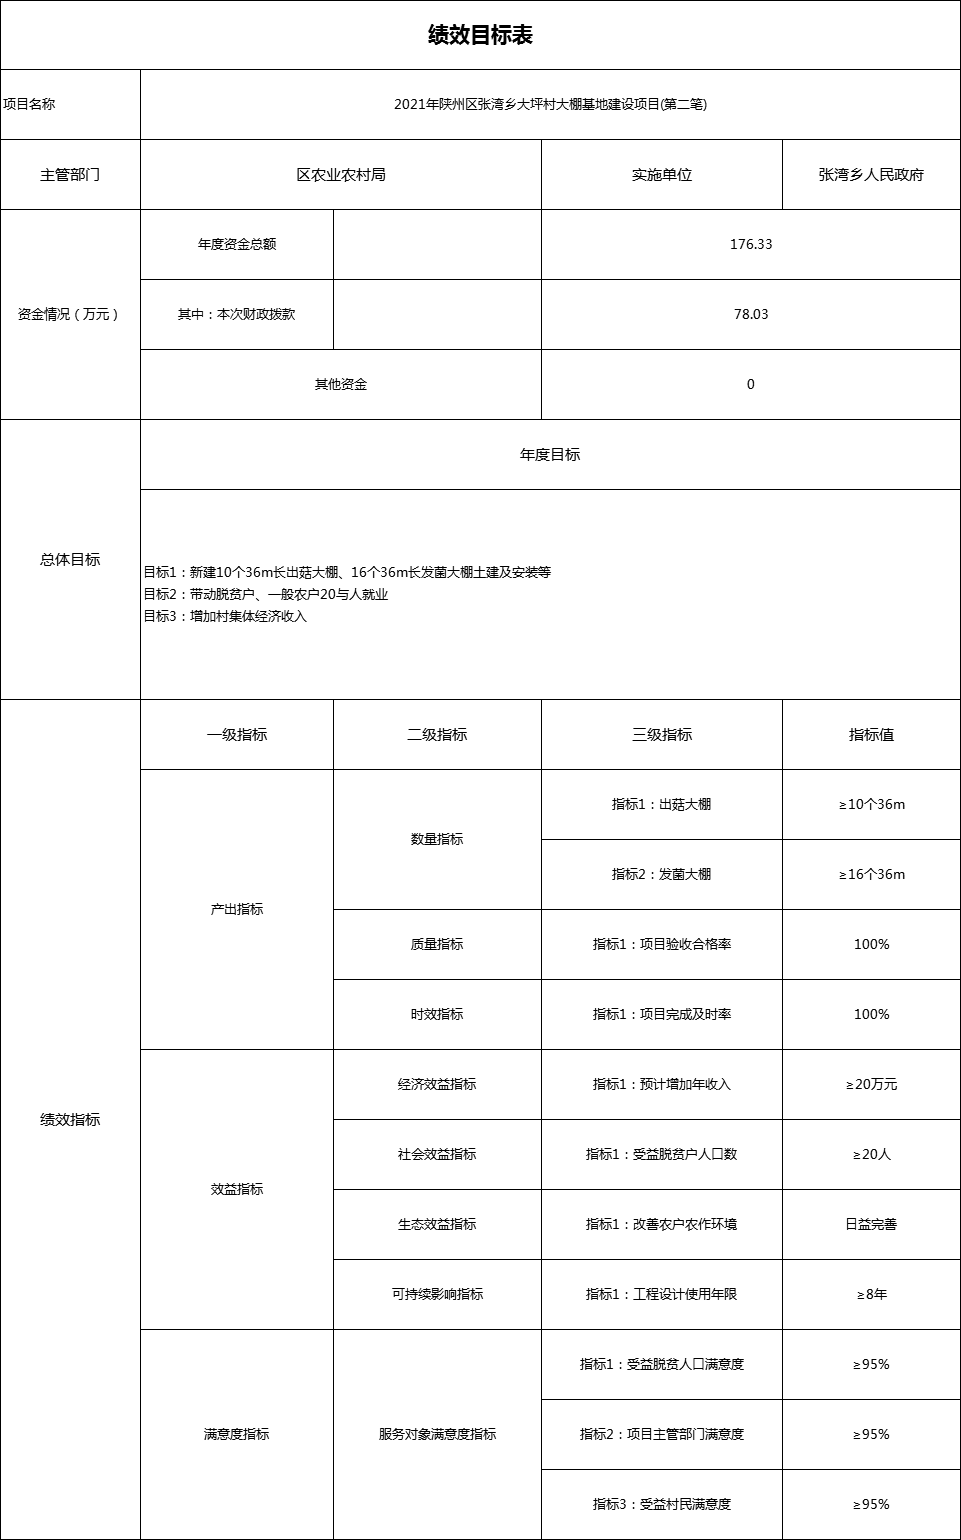 绩效目标表
项目名称
2021年陕州区张湾乡大坪村大棚基地建设项目(第二笔)
主管部门
区农业农村局
实施单位
张湾乡人民政府
资金情况（万元）
年度资金总额
176.33
其中：本次财政拨款
78.03
其他资金
0
总体目标
年度目标
目标1：新建10个36m长出菇大棚、16个36m长发菌大棚土建及安装等
目标2：带动脱贫户、一般农户20与人就业
目标3：增加村集体经济收入
绩效指标
一级指标
二级指标
三级指标
指标值
产出指标
数量指标
指标1：出菇大棚
≥10个36m
指标2：发菌大棚
≥16个36m
质量指标
指标1：项目验收合格率
100%
时效指标
指标1：项目完成及时率
100%
效益指标
经济效益指标
指标1：预计增加年收入
≥20万元
社会效益指标
指标1：受益脱贫户人口数
≥20人
生态效益指标
指标1：改善农户农作环境
日益完善
可持续影响指标
指标1：工程设计使用年限
≥8年
满意度指标
服务对象满意度指标
指标1：受益脱贫人口满意度
≥95%
指标2：项目主管部门满意度
≥95%
指标3：受益村民满意度
≥95%